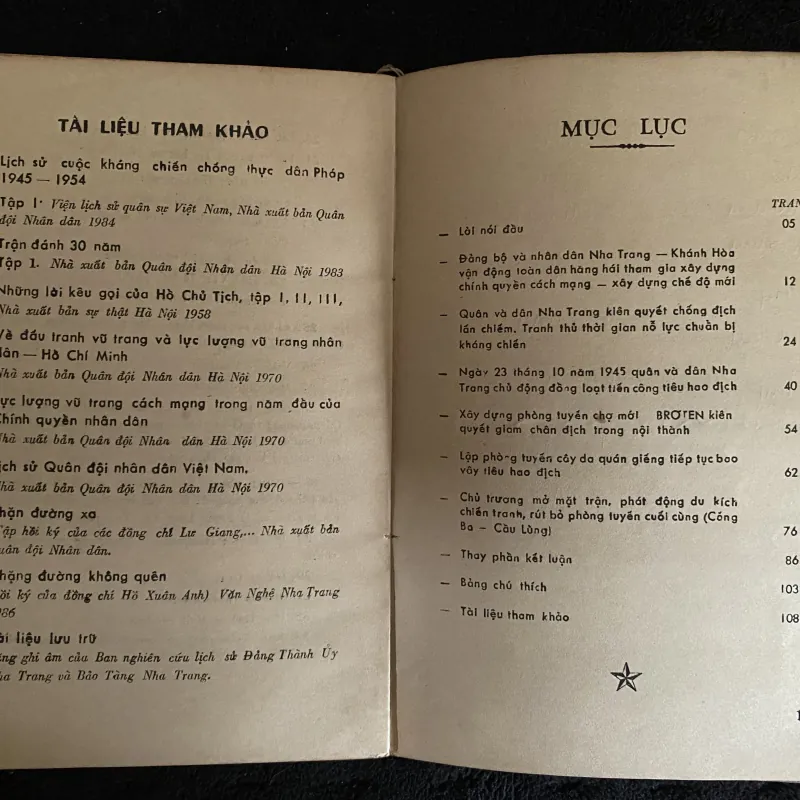 TÀI LIỆU THAM KHẢO
Lịch sử cuộc kháng chiến chống thực dân Pháp
1945 — 1954
Tập I· Viện lịch sử quân sự Việt Nam, Nhà xuất bản Quân
đội Nhân dân 1984
Trận đánh 30 năm
Tập 1. Nhà xuất bản Quân đội Nhân dân Hà Nội 1983
Những lời kêu gọi của Hồ Chủ Tịch, tập I, II, III,
Nhà xuất bản sự thật Hà Nội 1958
Về đấu tranh vũ trang và lực lượng vũ trang nhân
dân — Hồ Chí Minh
Nhà xuất bản Quân đội Nhân dân Hà Nội 1970
ực lượng vũ trang cách mạng trong năm đầu của
Chính quyền nhân dân
Nhà xuất bản Quân đội Nhân dân Hà Nội 1970
ịch sử Quân đội nhân dân Việt Nam.
hà xuất bản Quân đội Nhân dân Hà Nội 1970
hặn đường xa
Tập hồi ký của các đồng chí Lư Giang,... Nhà xuất bản
uân đội Nhân dân.
hặng đường không quên
ồi ký của đồng chí Hồ Xuân Anh) Văn Nghệ Nha Trang
986
ài liệu lưu trữ
ăng ghi âm của Ban nghiên cứu lịch sử Đảng Thành Ủy
ha Trang và Bảo Tàng Nha Trang.
MỤC LỤC
TRAN
— Lời nói đầu 05
— Đảng bộ và nhân dân Nha Trang — Khánh Hòa
vận động toàn dân hăng hái tham gia xây dựng
chính quyền cách mạng — xây dựng chế độ mới 12
— Quân và dân Nha Trang kiên quyết chống địch
lấn chiếm. Tranh thủ thời gian nỗ lực chuẩn bị
kháng chiến 24
— Ngày 23 tháng 10 năm 1945 quân và dân Nha
Trang chủ động đồng loạt tiến công tiêu hao địch 40
— Xây dựng phòng tuyến chợ mới BROTEN kiên
quyết giam chân địch trong nội thành 54
— Lập phòng tuyến cây da quán giếng tiếp tục bao
vây tiêu hao địch 62
— Chủ trương mở mặt trận, phát động du kích
chiến tranh, rút bỏ phòng tuyến cuối cùng (Cống
Ba — Cầu Lùng) 76
— Thay phần kết luận 86
— Bảng chú thích 103
— Tài liệu tham khảo 108
1